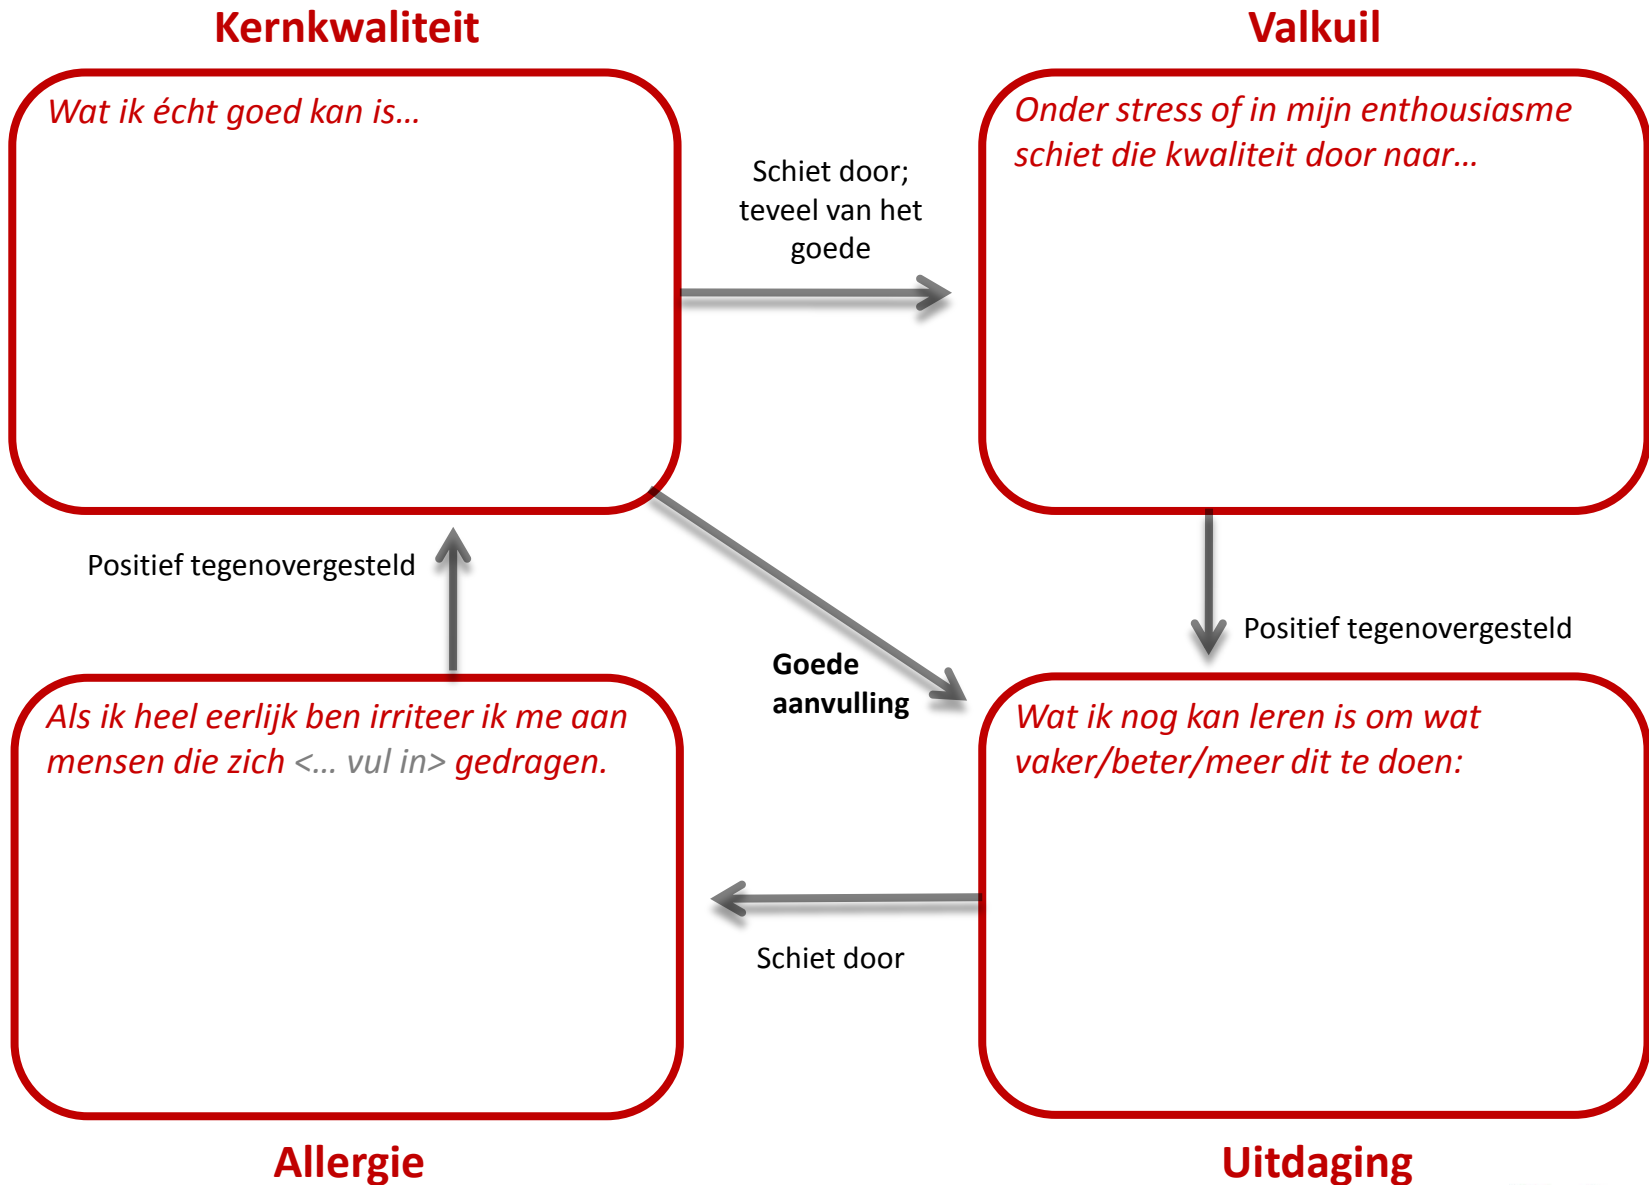 Kernkwaliteit
Valkuil
Wat ik écht goed kan is…
Onder stress of in mijn enthousiasme
schiet die kwaliteit door naar…
Schiet door;
teveel van het
goede
Positief tegenovergesteld
Positief tegenovergesteld
Goede
aanvulling
Als ik heel eerlijk ben irriteer ik me aan
mensen die zich <… vul in> gedragen.
Wat ik nog kan leren is om wat
vaker/beter/meer dit te doen:
Schiet door
Allergie
Uitdaging